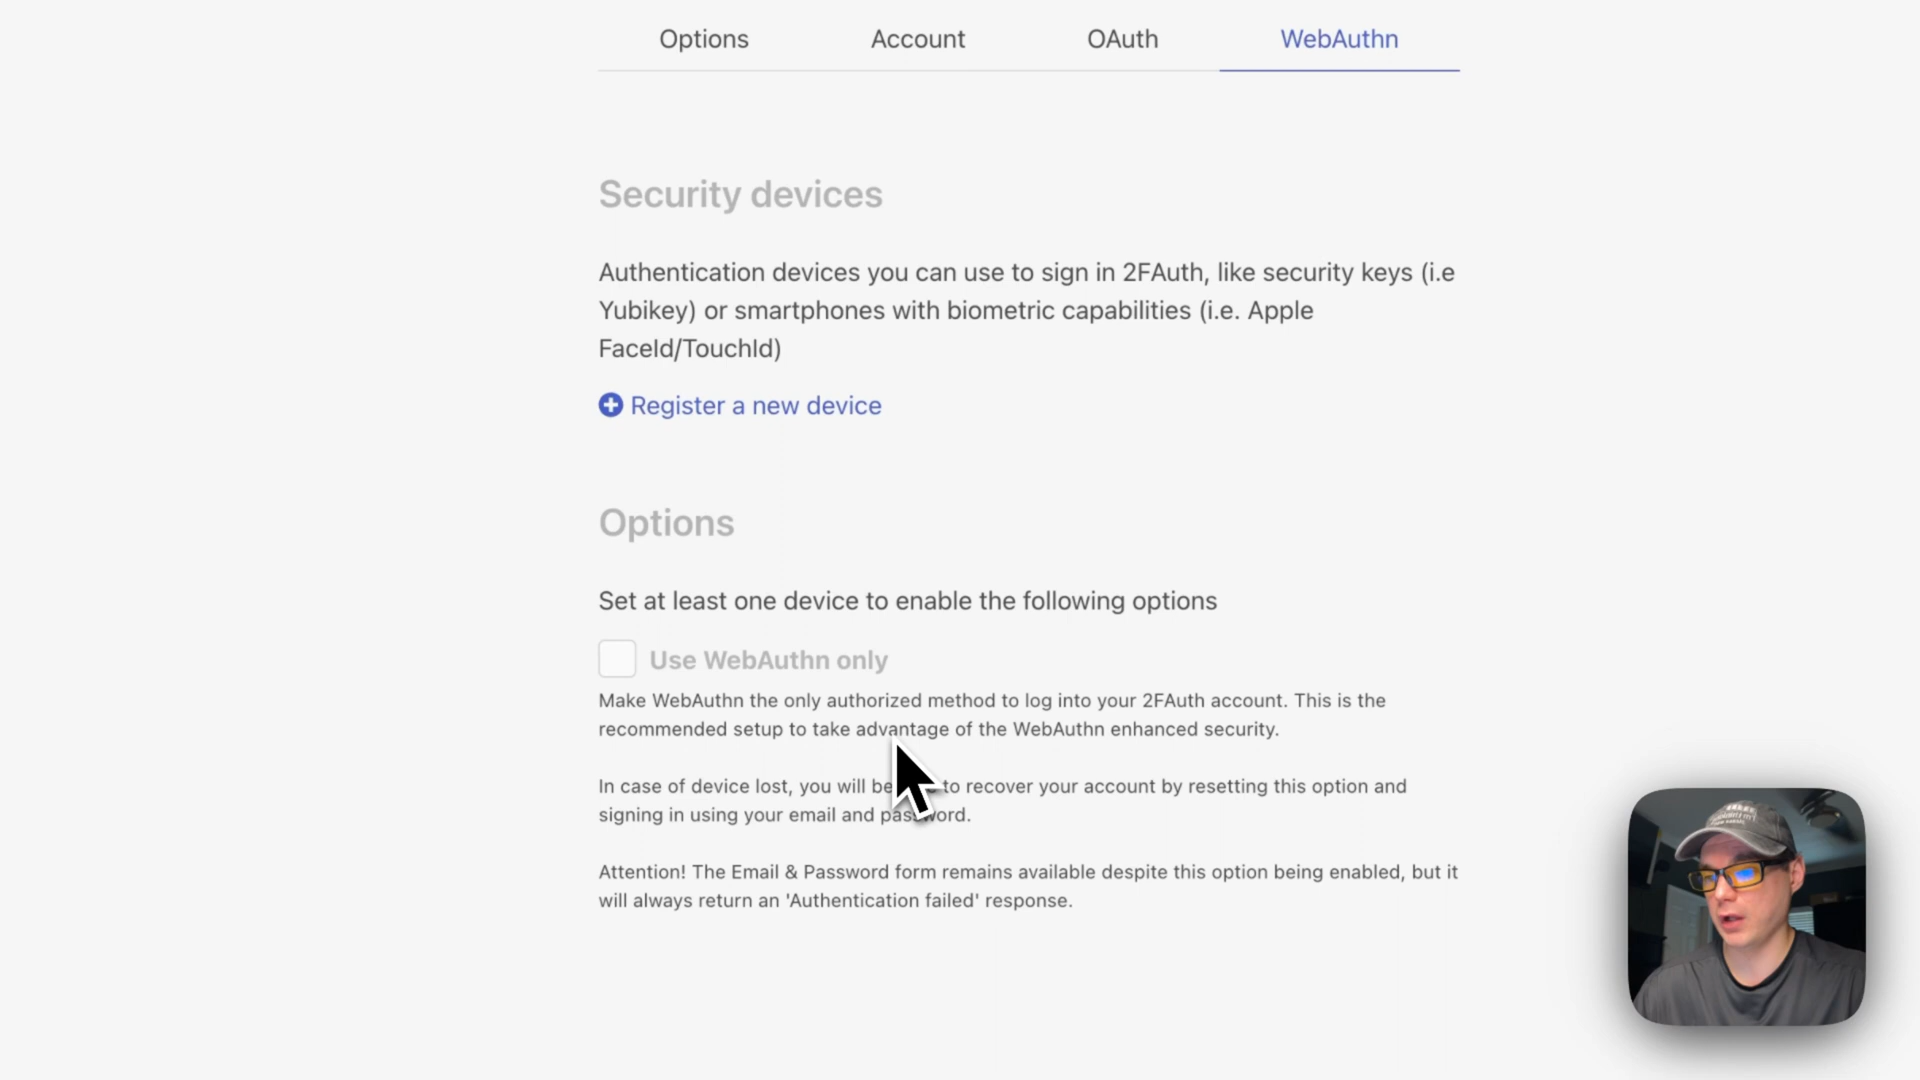 Options Account OAuth WebAuthn
Security devices
Authentication devices you can use to sign in 2FAuth, like security keys (i.e
Yubikey) or smartphones with biometric capabilities (i.e. Apple
FaceId/TouchId)
Register a new device
Options
Set at least one device to enable the following options
Use WebAuthn only
Make WebAuthn the only authorized method to log into your 2FAuth account. This is the
recommended setup to take advantage of the WebAuthn enhanced security.
In case of device lost, you will be to recover your account by resetting this option and
signing in using your email and password.
Attention! The Email & Password form remains available despite this option being enabled, but it
will always return an 'Authentication failed' response.